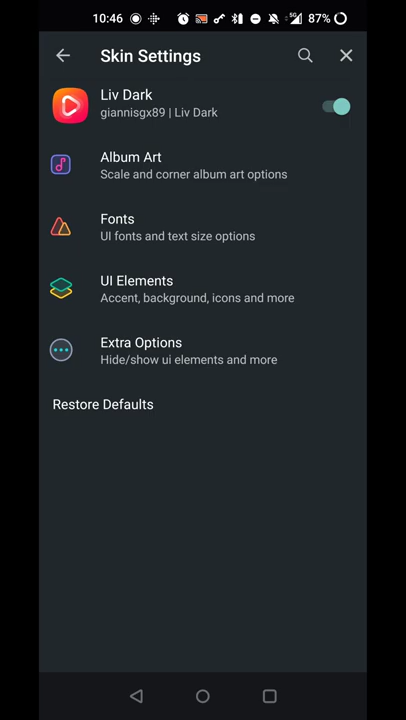 10:46
5G
87%
Skin Settings
Liv Dark
giannisgx89 | Liv Dark
Album Art
Scale and corner album art options
Fonts
UI fonts and text size options
UI Elements
Accent, background, icons and more
Extra Options
Hide/show ui elements and more
Restore Defaults